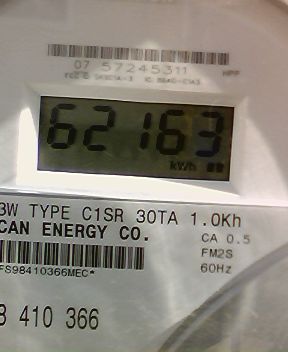 07 57245311
62163
kWh
3W TYPE C1SR 30TA 1.0Kh
CAN ENERGY CO.
CA 0.5
FM2S
60Hz
FS98410366MEC*
8 410 366